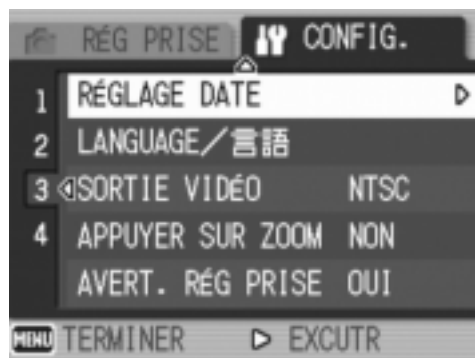 RÉG PRISE CONFIG.
1 RÉGLAGE DATE
2 LANGUAGE/言語
3 SORTIE VIDÉO NTSC
4 APPUYER SUR ZOOM NON
AVERT. RÉG PRISE OUI
MENU TERMINER EXCUTR